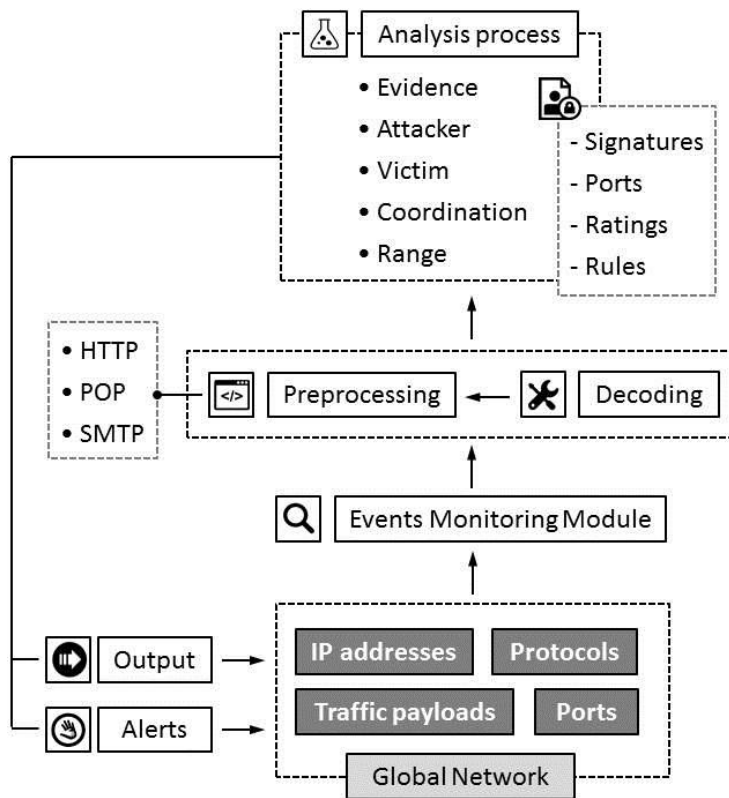 Analysis process
• Evidence
• Attacker
• Victim
• Coordination
• Range
- Signatures
- Ports
- Ratings
- Rules
• HTTP
• POP
• SMTP
</>
Preprocessing
Decoding
Events Monitoring Module
Output
Alerts
IP addresses
Protocols
Traffic payloads
Ports
Global Network